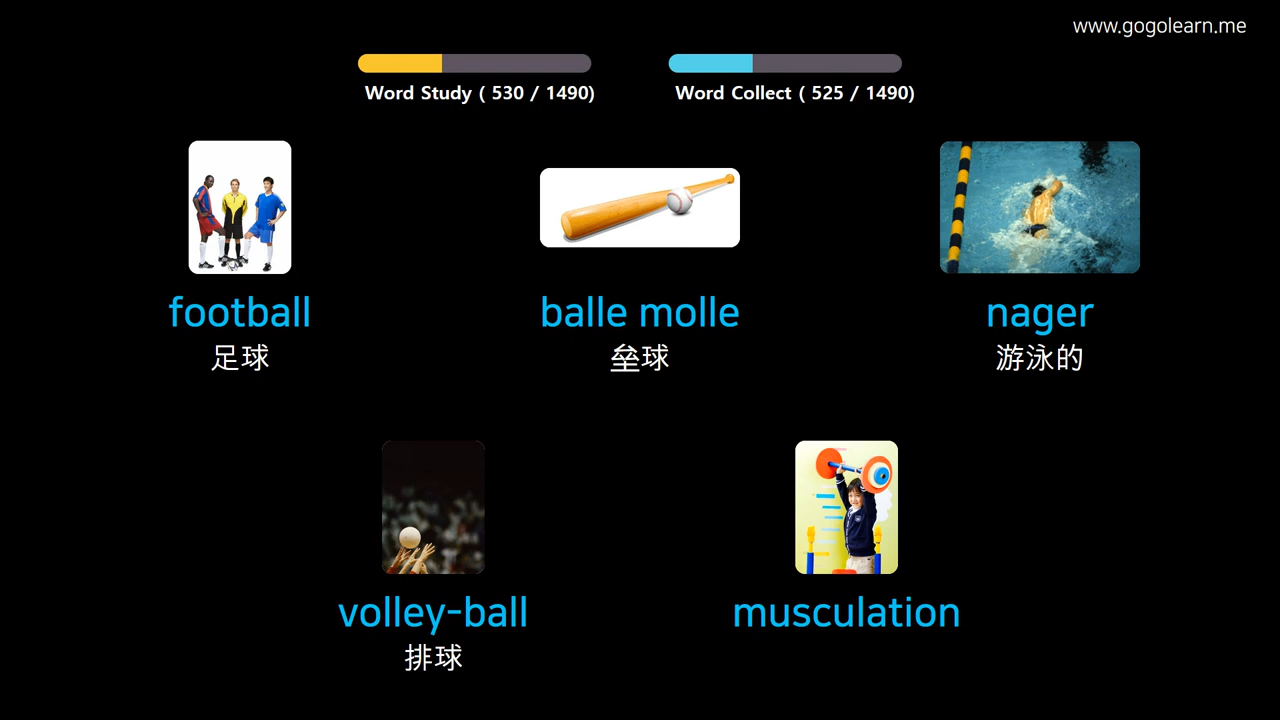 www.gogolearn.me
Word Study ( 530 / 1490)
Word Collect ( 525 / 1490)
football
足球
balle molle
垒球
nager
游泳的
volley-ball
排球
musculation